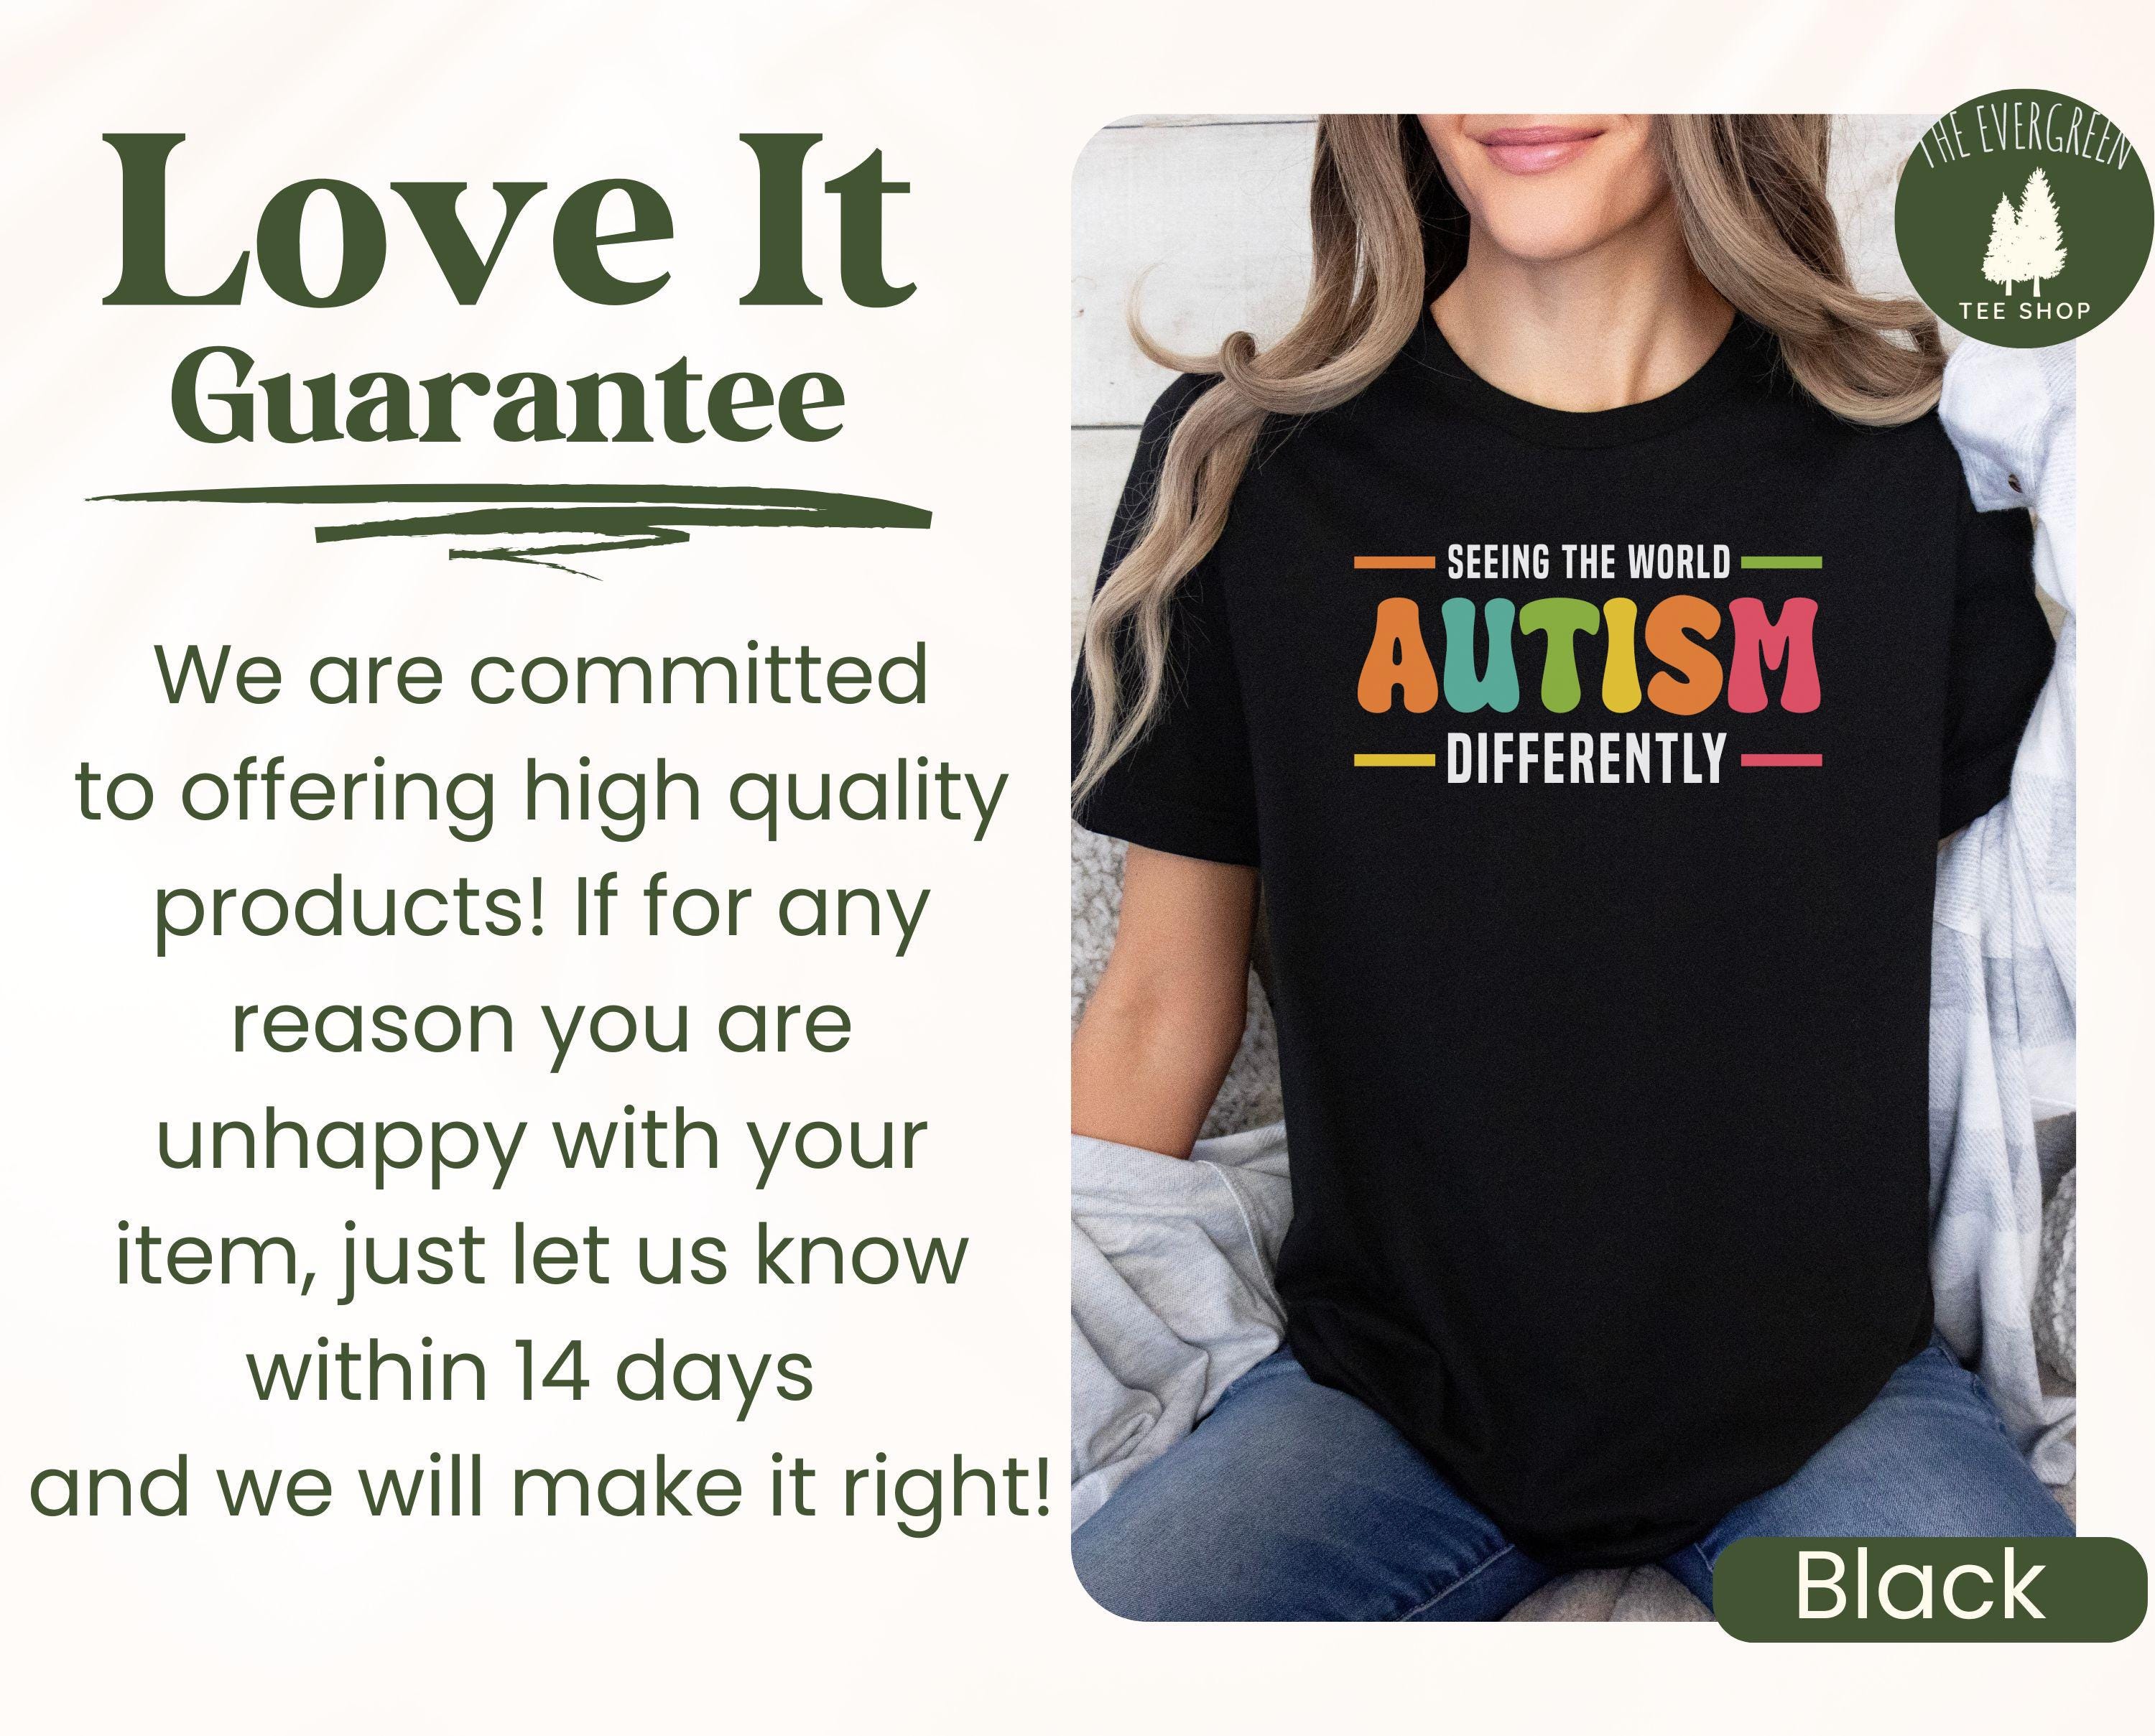 Love It
Guarantee
We are committed
to offering high quality
products! If for any
reason you are
unhappy with your
item, just let us know
within 14 days
and we will make it right!
THE EVERGREEN
TEE SHOP
SEEING THE WORLD
AUTISM
DIFFERENTLY
Black